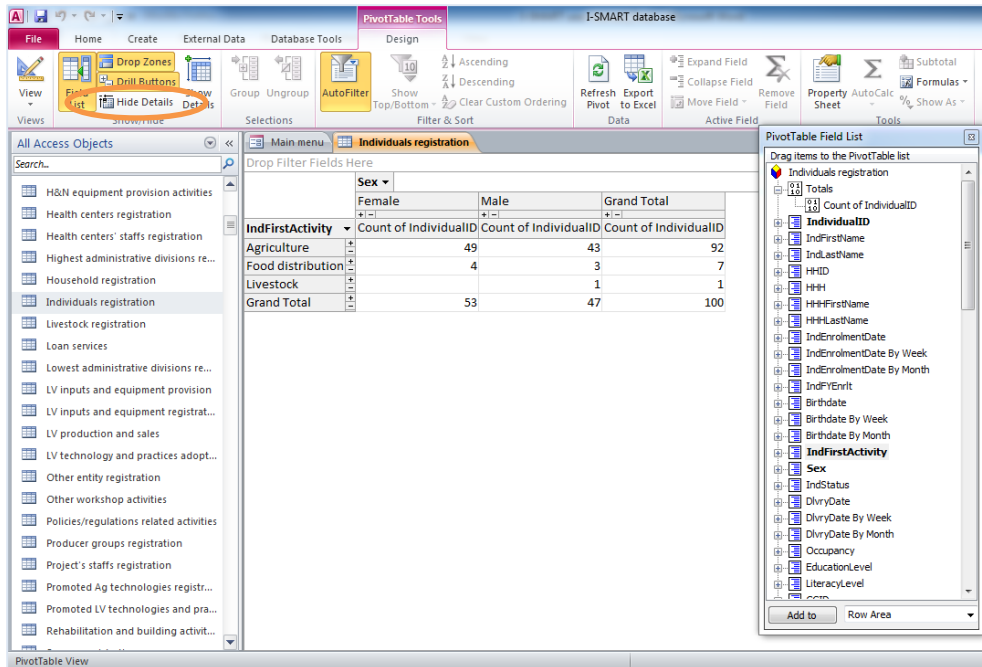 A
PivotTable Tools
I-SMART database
File Home Create External Data Database Tools Design
View
Views
Field List
Drop Zones
Drill Buttons
Hide Details
Show Details
Show/Hide
Group Ungroup
Selections
AutoFilter
Show Top/Bottom
Ascending
Descending
Clear Custom Ordering
Filter & Sort
Refresh Pivot
Export to Excel
Data
Expand Field
Collapse Field
Move Field
Remove Field
Active Field
Property Sheet
AutoCalc
Subtotal
Formulas
Show As
Tools
All Access Objects
Search...
H&N equipment provision activities
Health centers registration
Health centers' staffs registration
Highest administrative divisions re...
Household registration
Individuals registration
Livestock registration
Loan services
Lowest administrative divisions re...
LV inputs and equipment provision
LV inputs and equipment registrat...
LV production and sales
LV technology and practices adopt...
Other entity registration
Other workshop activities
Policies/regulations related activities
Producer groups registration
Project's staffs registration
Promoted Ag technologies registr...
Promoted LV technologies and pra...
Rehabilitation and building activit...
Main menu Individuals registration
Drop Filter Fields Here
Sex
Female Male Grand Total
IndFirstActivity Count of IndividualID Count of IndividualID Count of IndividualID
Agriculture 49 43 92
Food distribution 4 3 7
Livestock 1 1
Grand Total 53 47 100
PivotTable Field List
Drag items to the PivotTable list
Individuals registration
Totals
Count of IndividualID
IndividualID
IndFirstName
IndLastName
HHID
HHH
HHHFirstName
HHHLastName
IndEnrolmentDate
IndEnrolmentDate By Week
IndEnrolmentDate By Month
IndFYEnrlt
Birthdate
Birthdate By Week
Birthdate By Month
IndFirstActivity
Sex
IndStatus
DlvryDate
DlvryDate By Week
DlvryDate By Month
Occupancy
EducationLevel
LiteracyLevel
Add to Row Area
PivotTable View